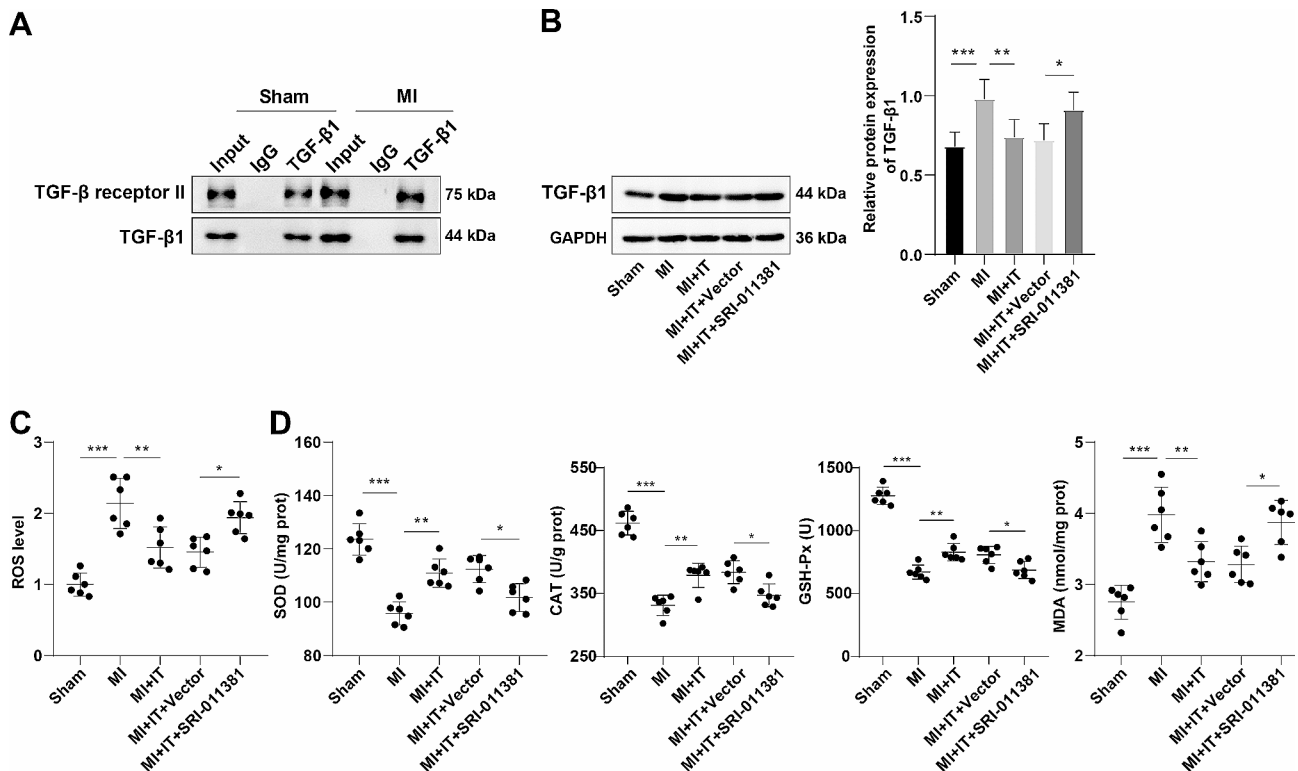 A
Sham
MI
Input
IgG
TGF-β1
Input
IgG
TGF-β1
TGF-β receptor II
75 kDa
TGF-β1
44 kDa
B
TGF-β1
44 kDa
GAPDH
36 kDa
Sham
MI
MI+IT
MI+IT+Vector
MI+IT+SRI-011381
Relative protein expression
of TGF-β1
1.5
1.0
0.5
0.0
***
**
*
Sham
MI
MI+IT
MI+IT+Vector
MI+IT+SRI-011381
C
ROS level
3
2
1
0
***
**
*
Sham
MI
MI+IT
MI+IT+Vector
MI+IT+SRI-011381
D
SOD (U/mg prot)
160
140
120
100
80
***
**
*
Sham
MI
MI+IT
MI+IT+Vector
MI+IT+SRI-011381
CAT (U/g prot)
550
450
350
250
***
**
*
Sham
MI
MI+IT
MI+IT+Vector
MI+IT+SRI-011381
GSH-Px (U)
1500
1000
500
0
***
**
*
Sham
MI
MI+IT
MI+IT+Vector
MI+IT+SRI-011381
MDA (nmol/mg prot)
5
4
3
2
***
**
*
Sham
MI
MI+IT
MI+IT+Vector
MI+IT+SRI-011381